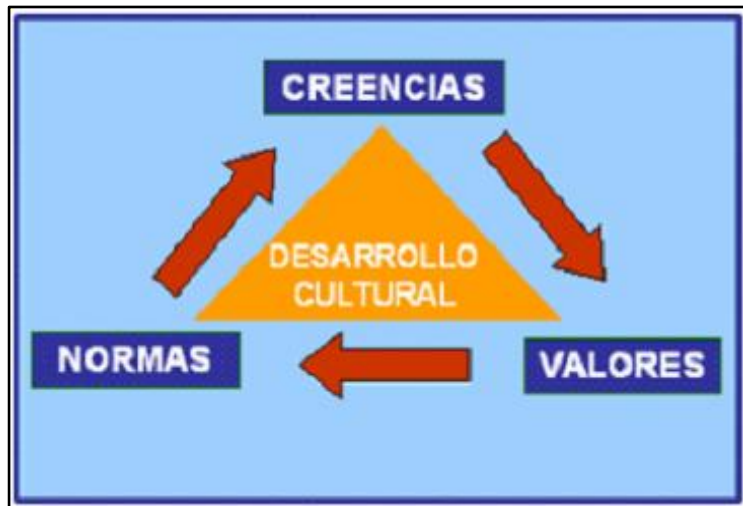 CREENCIAS
DESARROLLO
CULTURAL
NORMAS
VALORES